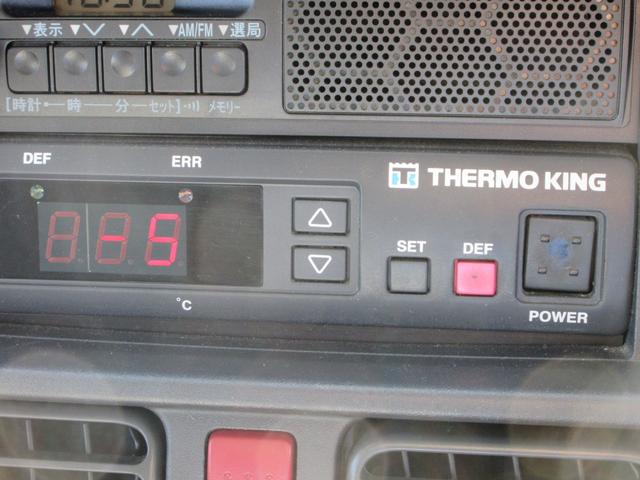 ▼表示 ▼╲╱ ▼╱╲ ▼AM/FM ▼選局
[時計•─時──分─セット]•))) メモリー
DEF ERR
THERMO KING
-5
SET DEF
°C
POWER